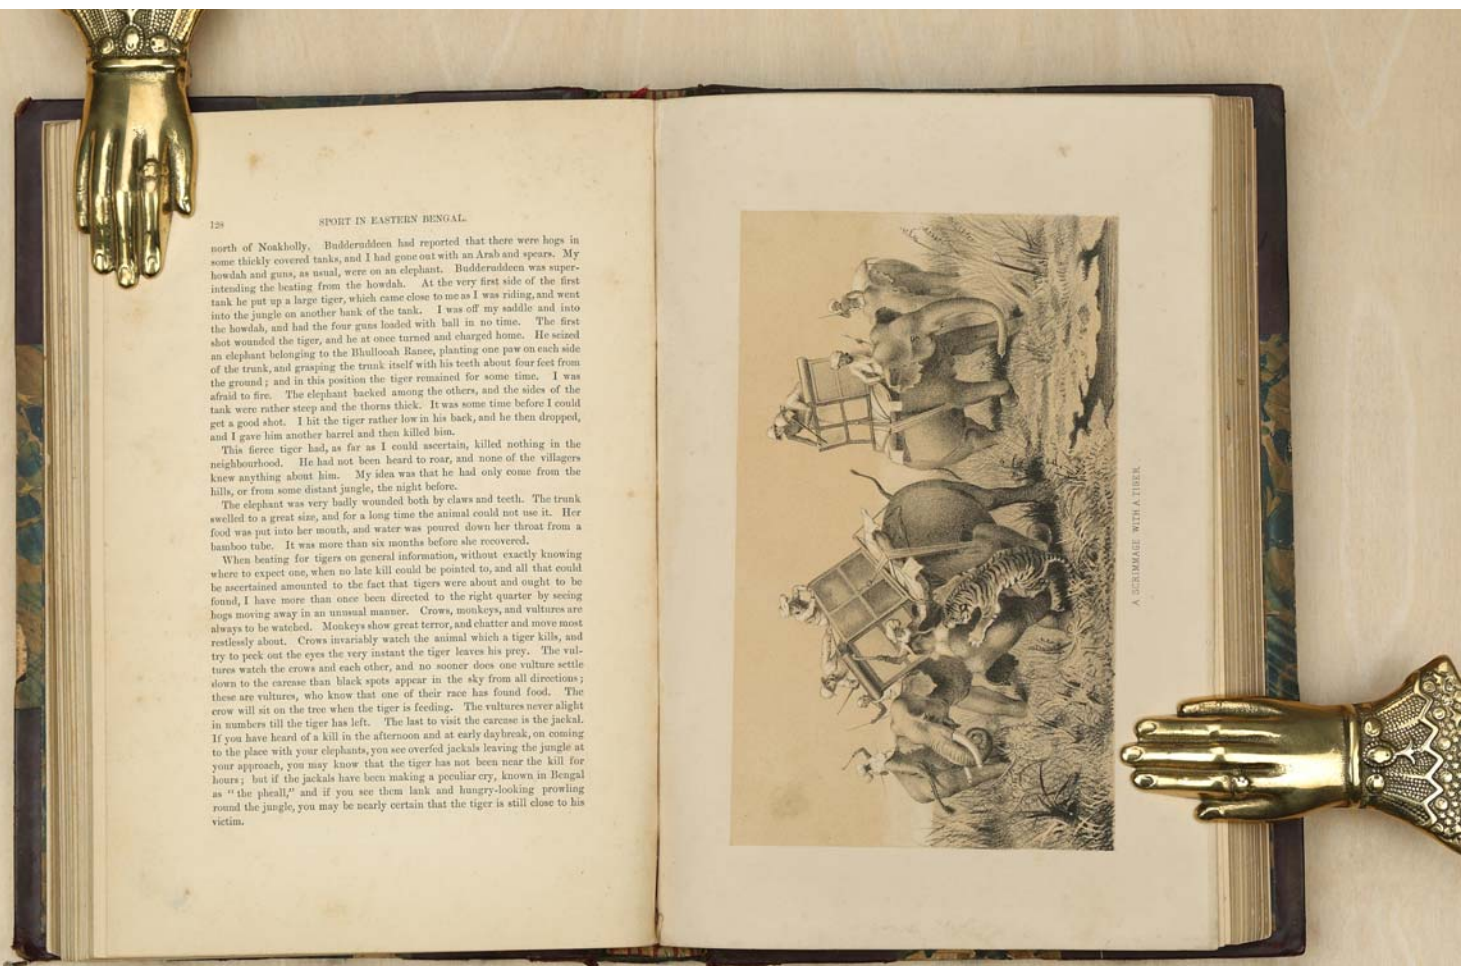 128
SPORT IN EASTERN BENGAL.
north of Noakholly. Budderuddeen had reported that there were hogs in
some thickly covered tanks, and I had gone out with an Arab and spears. My
howdah and guns, as usual, were on an elephant. Budderuddeen was super-
intending the beating from the howdah. At the very first side of the first
tank he put up a large tiger, which came close to me as I was riding, and went
into the jungle on another bank of the tank. I was off my saddle and into
the howdah, and had the four guns loaded with ball in no time. The first
shot wounded the tiger, and he at once turned and charged home. He seized
an elephant belonging to the Bhullooah Ranee, planting one paw on each side
of the trunk, and grasping the trunk itself with his teeth about four feet from
the ground; and in this position the tiger remained for some time. I was
afraid to fire. The elephant backed among the others, and the sides of the
tank were rather steep and the thorns thick. It was some time before I could
get a good shot. I hit the tiger rather low in his back, and he then dropped,
and I gave him another barrel and then killed him.
This fierce tiger had, as far as I could ascertain, killed nothing in the
neighbourhood. He had not been heard to roar, and none of the villagers
knew anything about him. My idea was that he had only come from the
hills, or from some distant jungle, the night before.
The elephant was very badly wounded both by claws and teeth. The trunk
swelled to a great size, and for a long time the animal could not use it. Her
food was put into her mouth, and water was poured down her throat from a
bamboo tube. It was more than six months before she recovered.
When beating for tigers on general information, without exactly knowing
where to expect one, when no late kill could be pointed to, and all that could
be ascertained amounted to the fact that tigers were about and ought to be
found, I have more than once been directed to the right quarter by seeing
hogs moving away in an unusual manner. Crows, monkeys, and vultures are
always to be watched. Monkeys show great terror, and chatter and move most
restlessly about. Crows invariably watch the animal which a tiger kills, and
try to peck out the eyes the very instant the tiger leaves his prey. The vul-
tures watch the crows and each other, and no sooner does one vulture settle
down to the carcase than black spots appear in the sky from all directions;
these are vultures, who know that one of their race has found food. The
crow will sit on the tree when the tiger is feeding. The vultures never alight
in numbers till the tiger has left. The last to visit the carcase is the jackal.
If you have heard of a kill in the afternoon and at early daybreak, on coming
to the place with your elephants, you see overfed jackals leaving the jungle at
your approach, you may know that the tiger has not been near the kill for
hours; but if the jackals have been making a peculiar cry, known in Bengal
as "the pheall," and if you see them lank and hungry-looking prowling
round the jungle, you may be nearly certain that the tiger is still close to his
victim.
A SCRIMMAGE WITH A TIGER